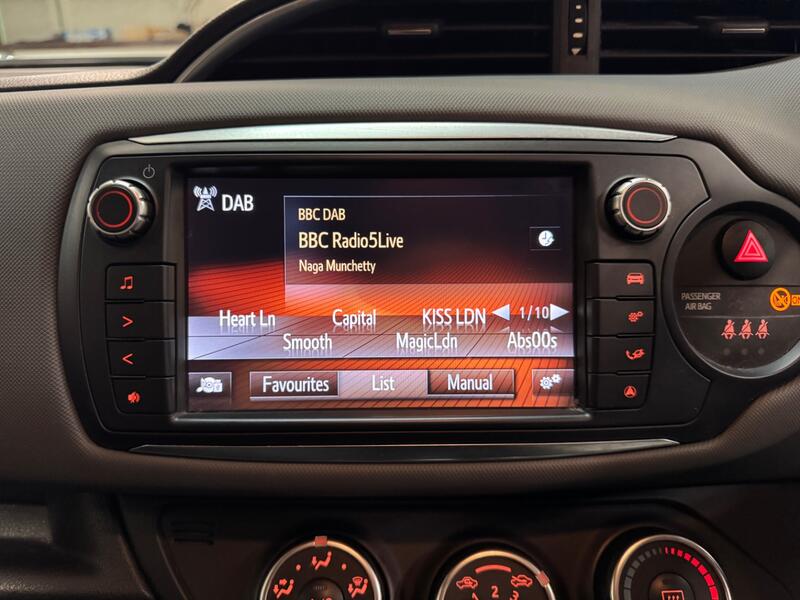 DAB
BBC DAB
BBC Radio5Live
Naga Munchetty
Heart Ln Capital KISS LDN 1/10
Smooth MagicLdn Abs00s
Favourites List Manual
PASSENGER
AIR BAG
2